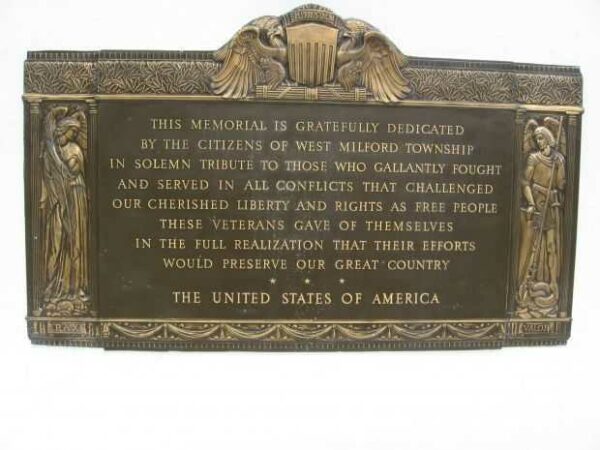 THIS MEMORIAL IS GRATEFULLY DEDICATED
BY THE CITIZENS OF WEST MILFORD TOWNSHIP
IN SOLEMN TRIBUTE TO THOSE WHO GALLANTLY FOUGHT
AND SERVED IN ALL CONFLICTS THAT CHALLENGED
OUR CHERISHED LIBERTY AND RIGHTS AS FREE PEOPLE
THESE VETERANS GAVE OF THEMSELVES
IN THE FULL REALIZATION THAT THEIR EFFORTS
WOULD PRESERVE OUR GREAT COUNTRY
* * *
THE UNITED STATES OF AMERICA